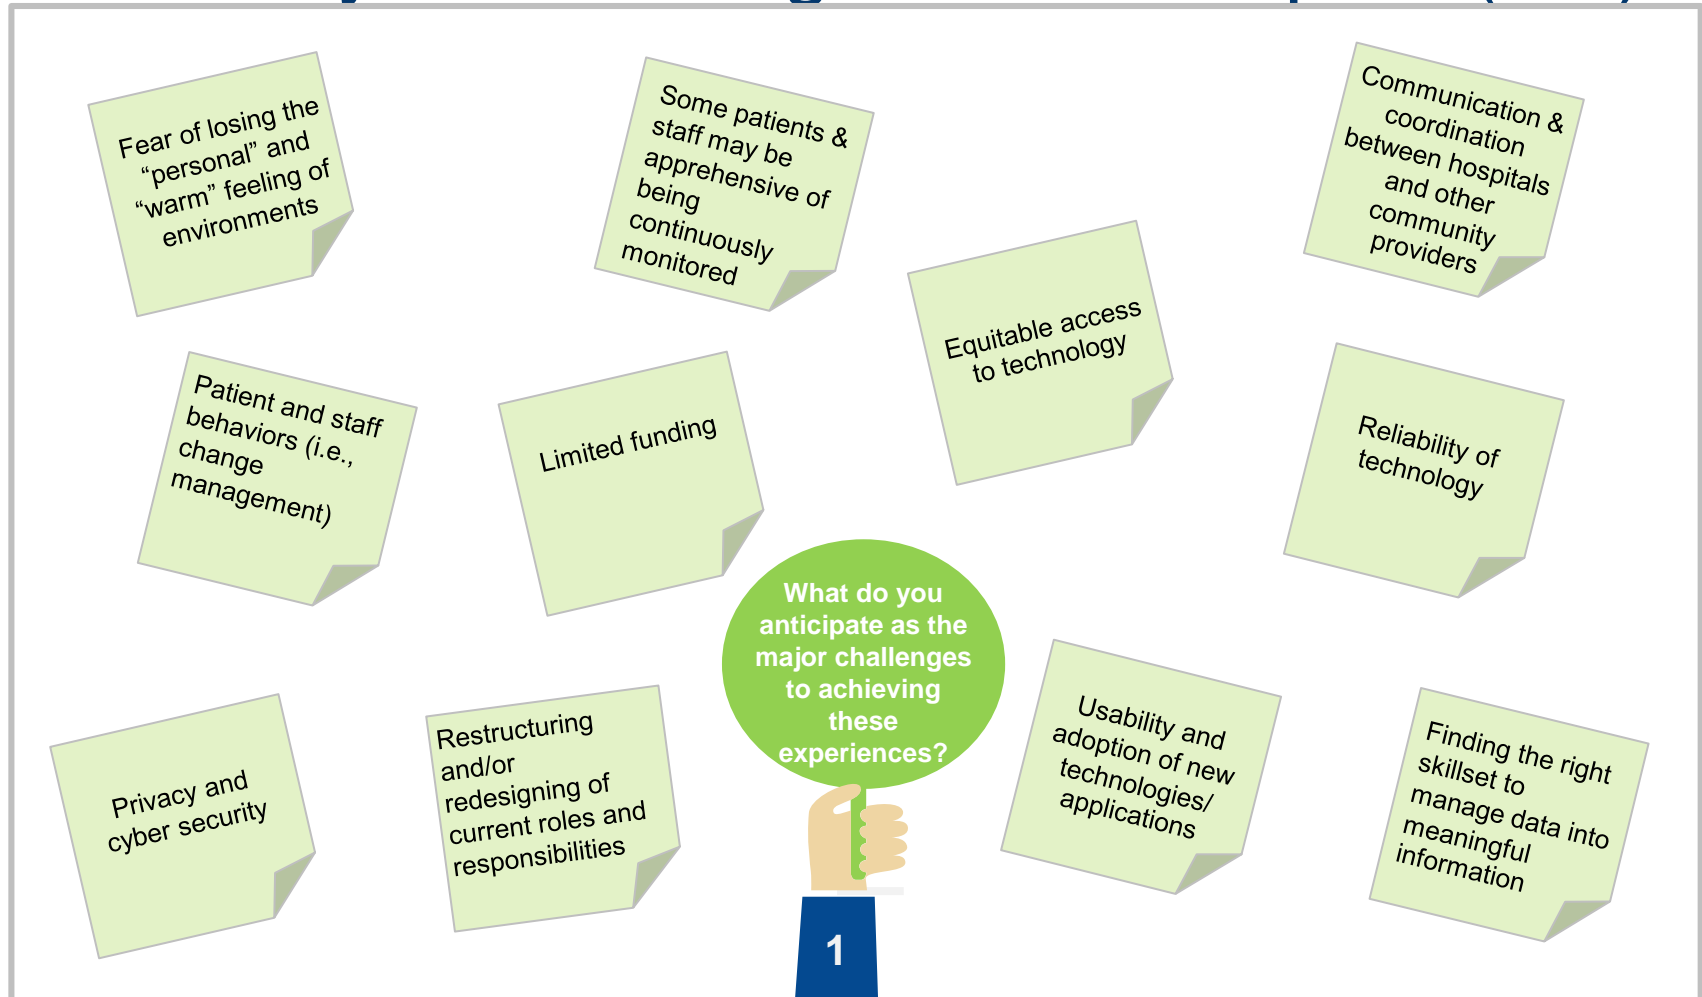 Fear of losing the
“personal” and
“warm” feeling of
environments
Some patients &
staff may be
apprehensive of
being
continuously
monitored
Communication &
coordination
between hospitals
and other
community
providers
Equitable access
to technology
Patient and staff
behaviors (i.e.,
change
management)
Limited funding
Reliability of
technology
What do you
anticipate as the
major challenges
to achieving
these
experiences?
Privacy and
cyber security
Restructuring
and/or
redesigning of
current roles and
responsibilities
Usability and
adoption of new
technologies/
applications
Finding the right
skillset to
manage data into
meaningful
information
1